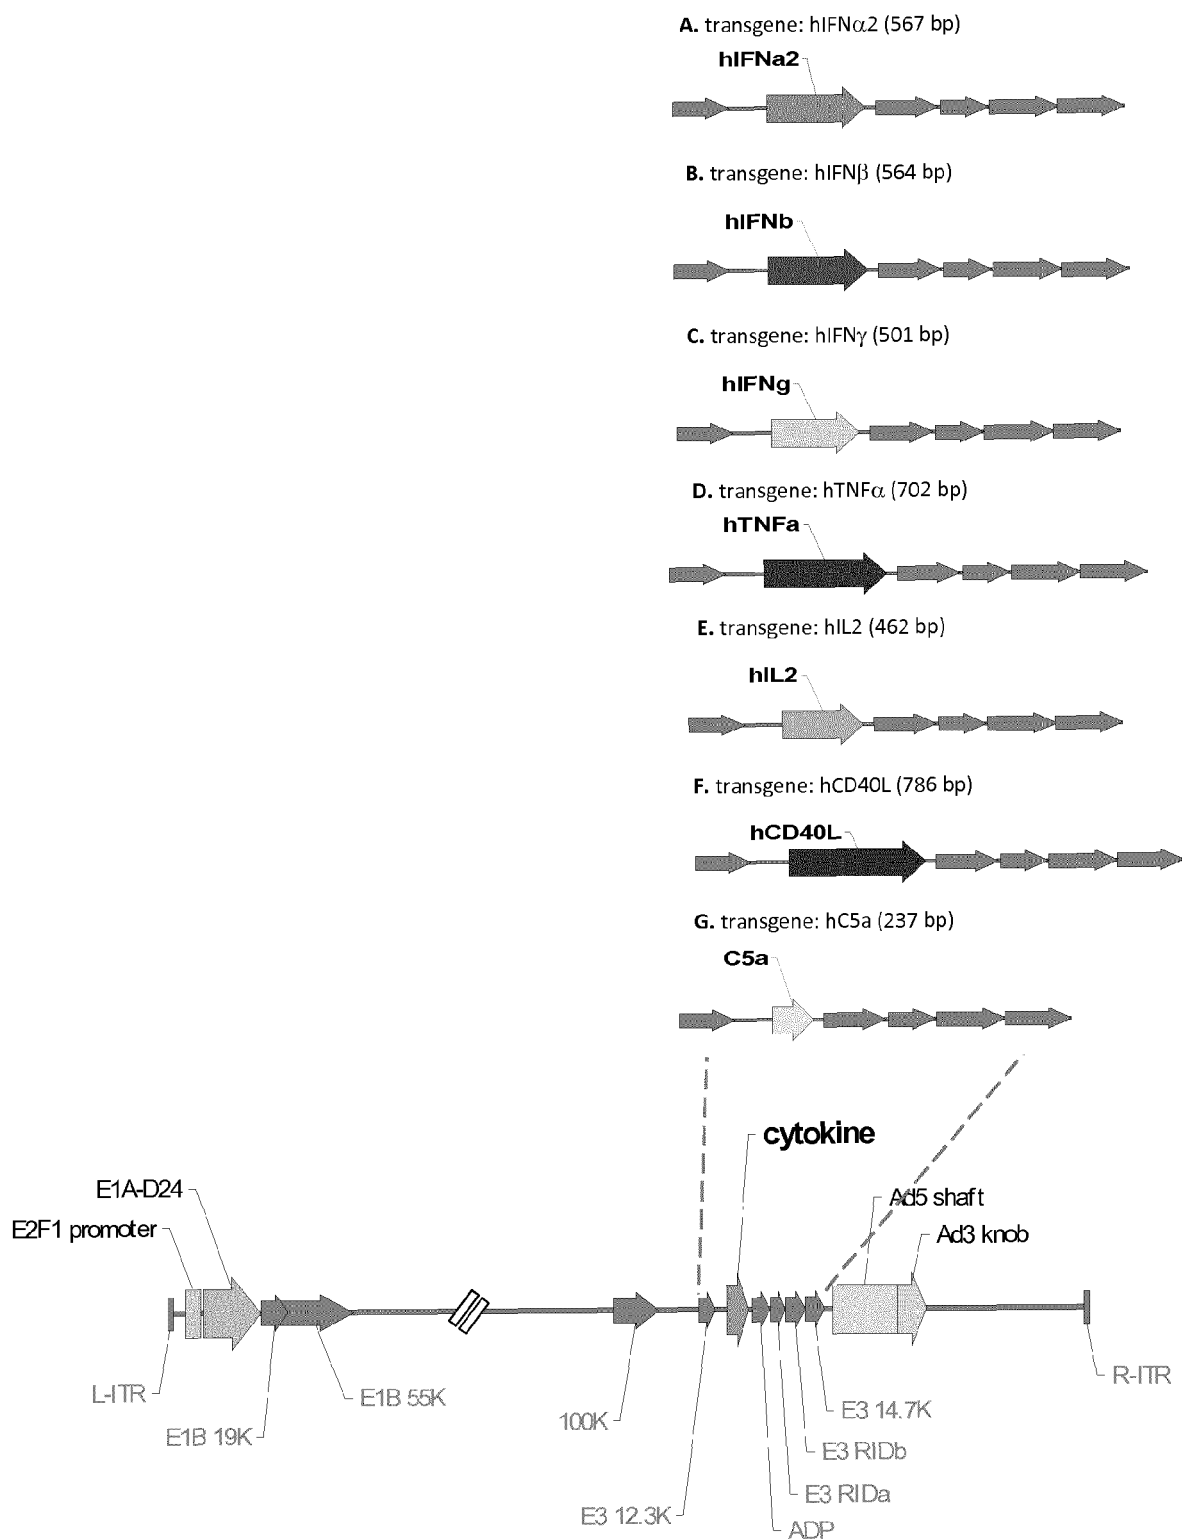 A. transgene: hIFNα2 (567 bp)
hIFNa2
B. transgene: hIFNβ (564 bp)
hIFNb
C. transgene: hIFNγ (501 bp)
hIFNg
D. transgene: hTNFα (702 bp)
hTNFa
E. transgene: hIL2 (462 bp)
hIL2
F. transgene: hCD40L (786 bp)
hCD40L
G. transgene: hC5a (237 bp)
C5a
cytokine
E1A-D24
Ad5 shaft
E2F1 promoter
Ad3 knob
L-ITR
R-ITR
E1B 55K
E1B 19K
100K
E3 14.7K
E3 RIDb
E3 RIDa
E3 12.3K
ADP